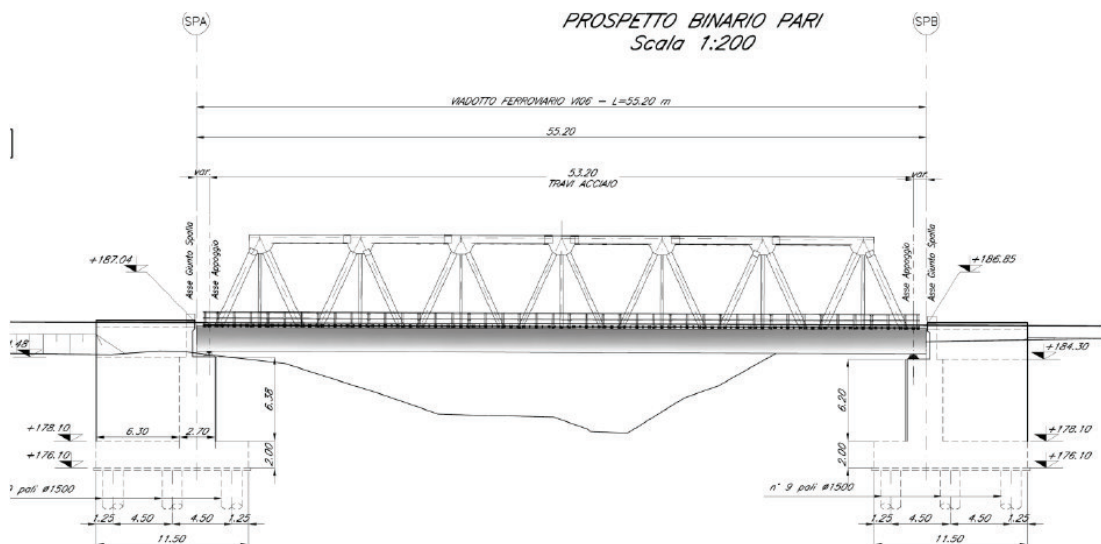 SPA
SPB
PROSPETTO BINARIO PARI
Scala 1:200
VIADOTTO FERROVIARIO VI06 - L=55.20 m
55.20
var.
53.20
var.
TRAVI ACCIAIO
Asse Giunto Spalla
Asse Appoggio
Asse Appoggio
Asse Giunto Spalla
+187.04
+186.85
.48
+184.30
6.38
6.20
+178.10
6.30
2.70
+178.10
+176.10
2.00
2.00
+176.10
pali Ø1500
n° 9 pali Ø1500
1.25
4.50
4.50
1.25
1.25
4.50
4.50
1.25
11.50
11.50